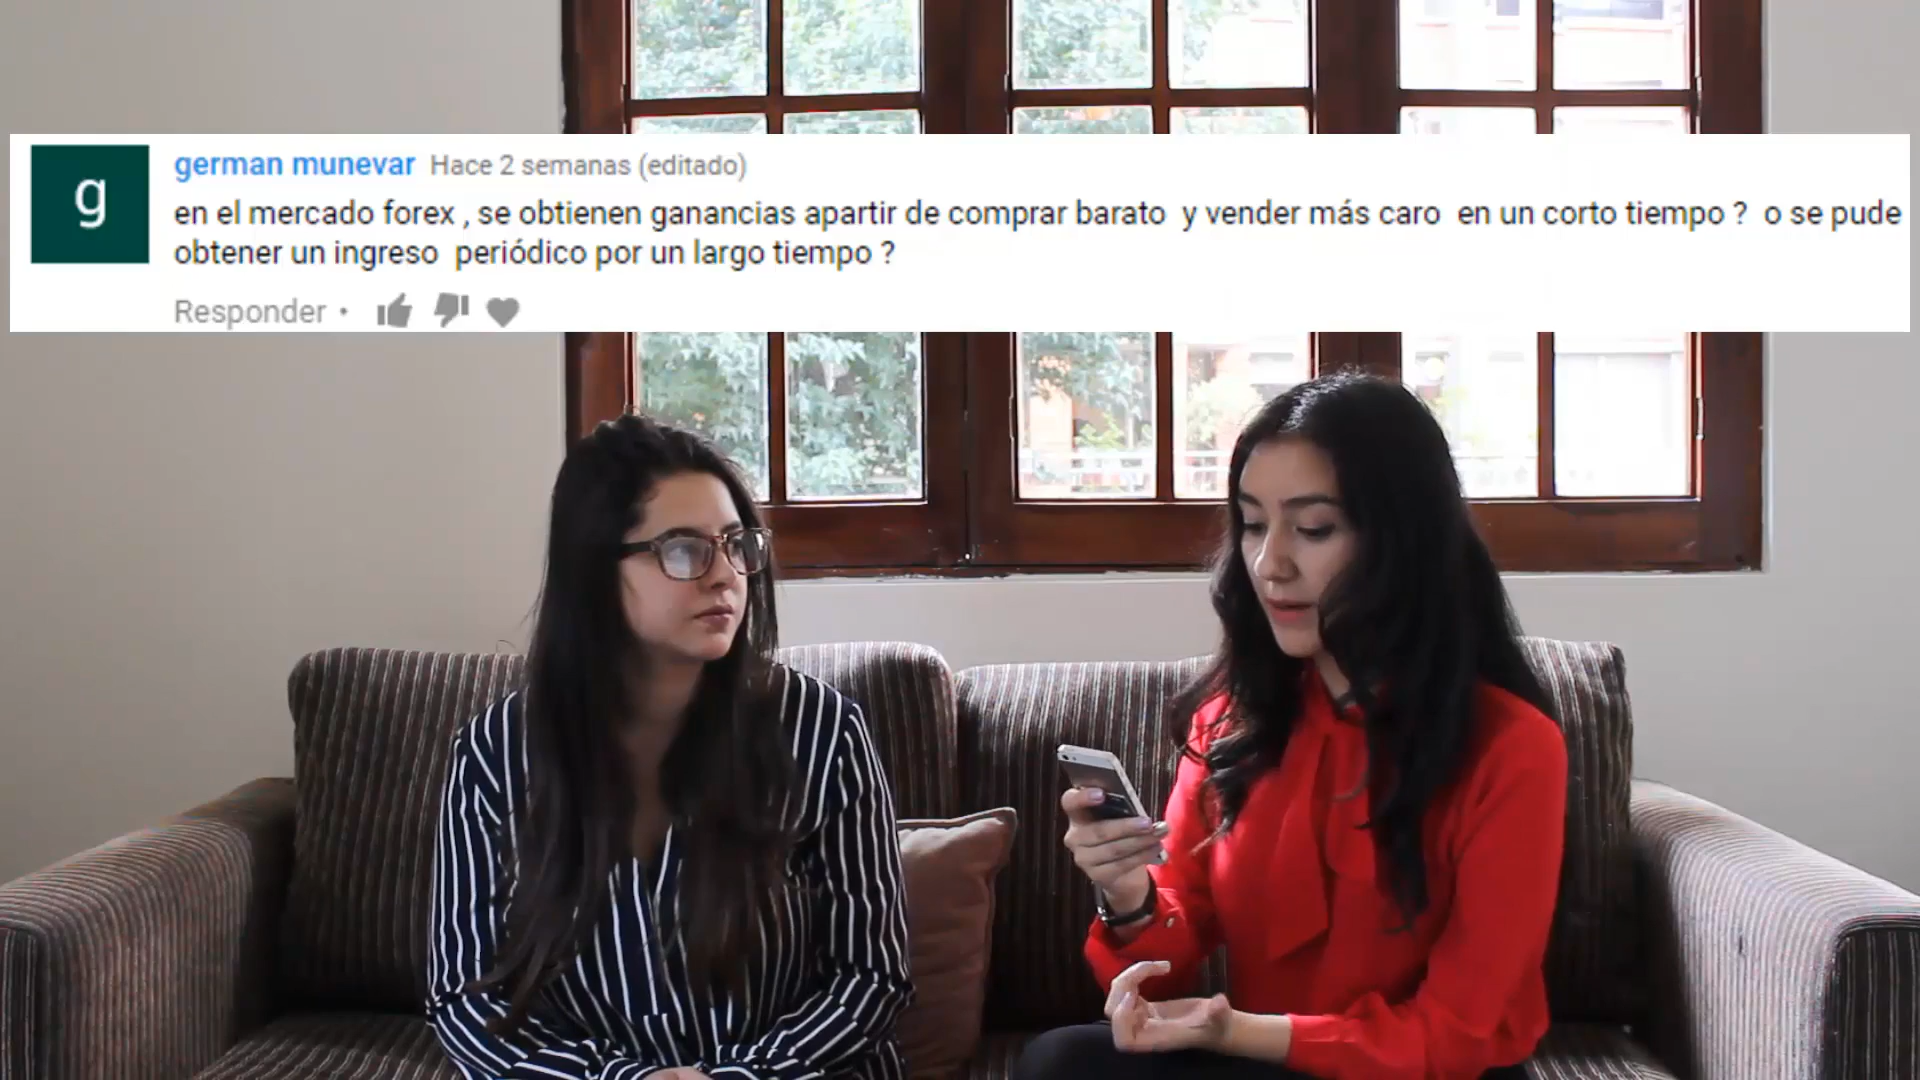 g
german munevar Hace 2 semanas (editado)
en el mercado forex , se obtienen ganancias apartir de comprar barato y vender más caro en un corto tiempo ? o se pude
obtener un ingreso periódico por un largo tiempo ?
Responder •